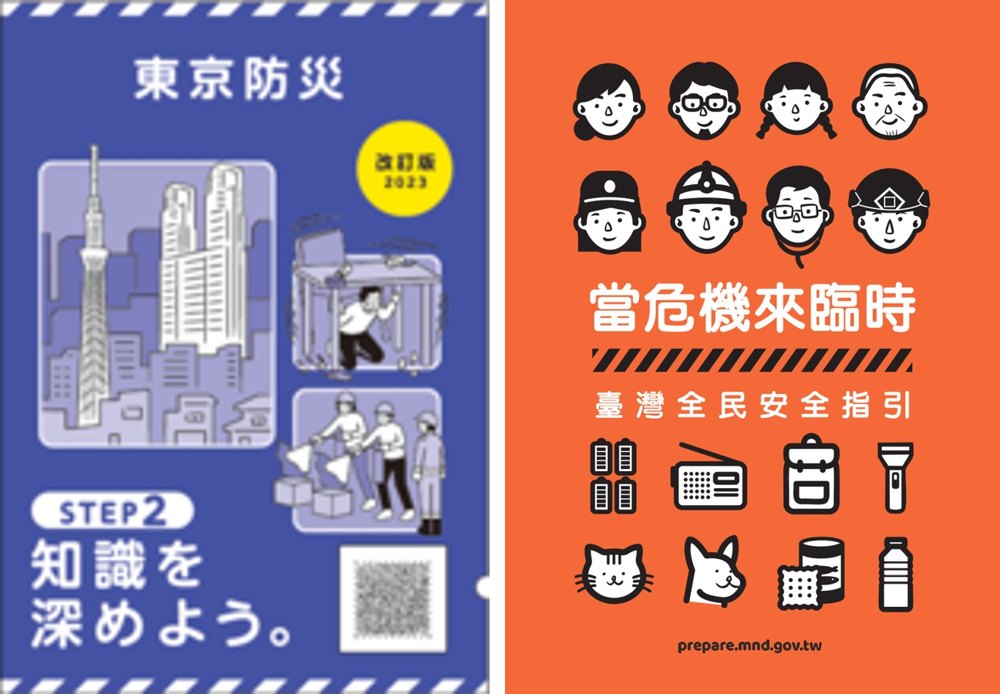 東京防災
改訂版
2023
STEP2
知識を
深めよう。
當危機來臨時
臺灣全民安全指引
prepare.mnd.gov.tw